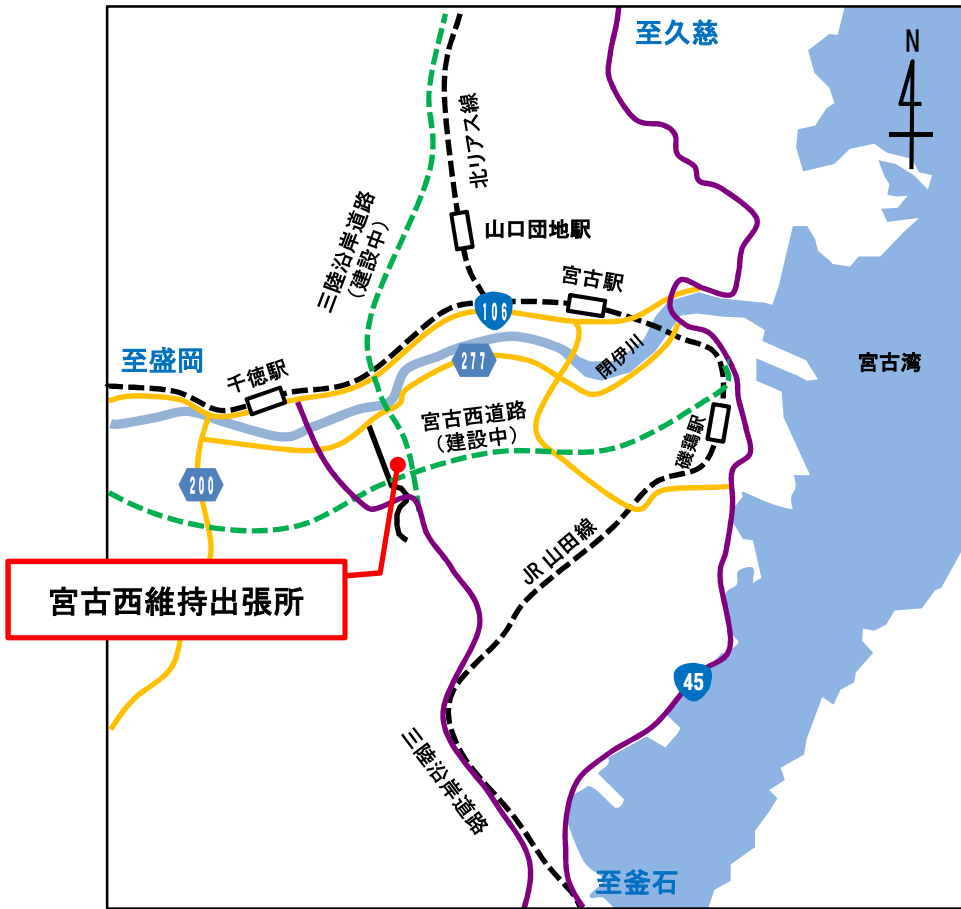 至久慈
N
北リアス線
三陸沿岸道路
(建設中)
山口団地駅
宮古駅
106
至盛岡
千徳駅
277
閉伊川
宮古湾
宮古西道路
(建設中)
磯鶏駅
200
JR山田線
宮古西維持出張所
45
三陸沿岸道路
至釜石